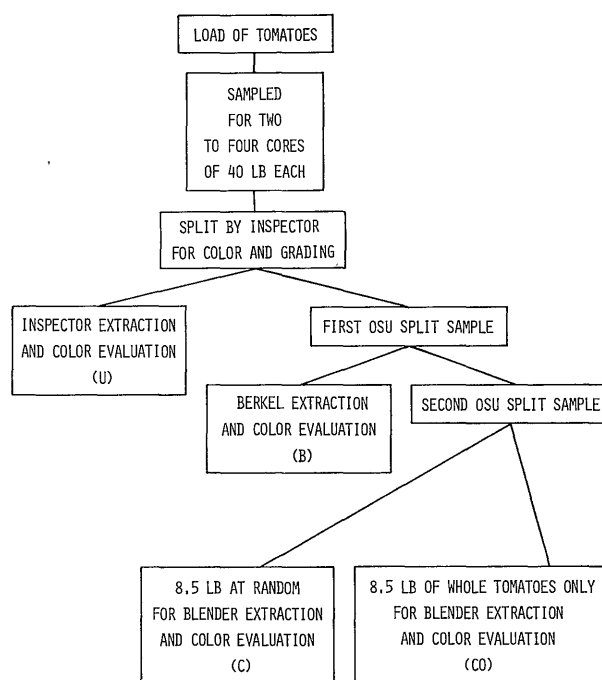 LOAD OF TOMATOES
SAMPLED
FOR TWO
TO FOUR CORES
OF 40 LB EACH
SPLIT BY INSPECTOR
FOR COLOR AND GRADING
INSPECTOR EXTRACTION
AND COLOR EVALUATION
(U)
FIRST OSU SPLIT SAMPLE
BERKEL EXTRACTION
AND COLOR EVALUATION
(B)
SECOND OSU SPLIT SAMPLE
8.5 LB AT RANDOM
FOR BLENDER EXTRACTION
AND COLOR EVALUATION
(C)
8.5 LB OF WHOLE TOMATOES ONLY
FOR BLENDER EXTRACTION
AND COLOR EVALUATION
(CO)